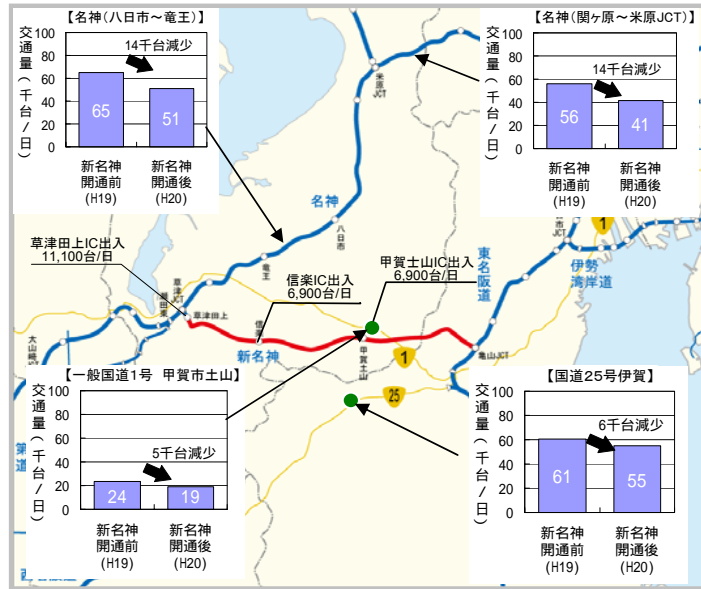 【名神(八日市～竜王)】
交通量(千台/日)
14千台減少
100
80
60
40
20
0
65
51
新名神
開通前
(H19)
新名神
開通後
(H20)
【名神(関ヶ原～米原JCT)】
交通量(千台/日)
14千台減少
100
80
60
40
20
0
56
41
新名神
開通前
(H19)
新名神
開通後
(H20)
米原JCT
名神
八日市
竜王
草津田上IC出入
11,100台/日
信楽IC出入
6,900台/日
甲賀土山IC出入
6,900台/日
東名阪道
伊勢
湾岸道
1
草津JCT
草津田上
信楽
新名神
甲賀土山
亀山JCT
大山崎JCT
1
25
【一般国道1号 甲賀市土山】
交通量(千台/日)
5千台減少
100
80
60
40
20
0
24
19
新名神
開通前
(H19)
新名神
開通後
(H20)
【国道25号伊賀】
交通量(千台/日)
6千台減少
100
80
60
40
20
0
61
55
新名神
開通前
(H19)
新名神
開通後
(H20)